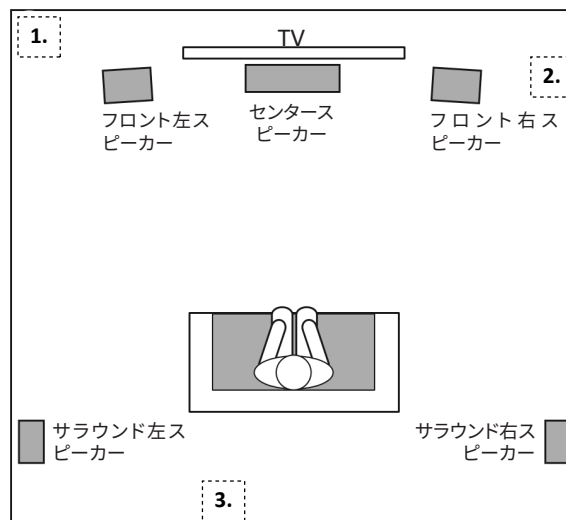 1.
TV
2.
フロント左ス
ピーカー
センタース
ピーカー
フロント右ス
ピーカー
サラウンド左ス
ピーカー
サラウンド右ス
ピーカー
3.